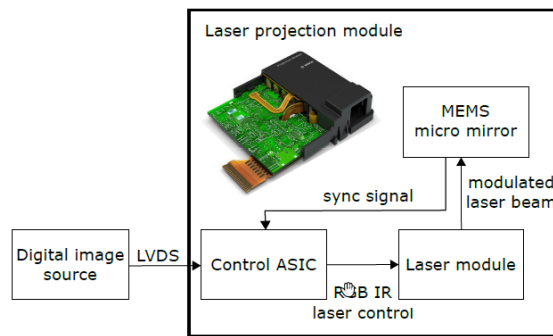 Laser projection module
MEMS
micro mirror
sync signal
modulated
laser beam
Digital image
source
LVDS
Control ASIC
Laser module
IR
laser control